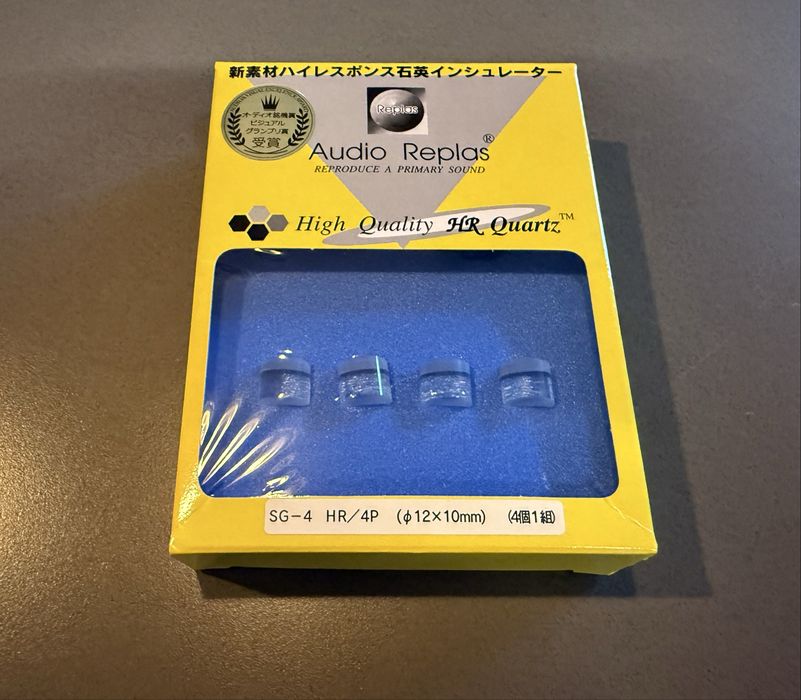 新素材ハイレスポンス石英インシュレーター
オーディオ銘機賞
ビジュアル
グランプリ賞
受賞
Replas
Audio Replas®
REPRODUCE A PRIMARY SOUND
High Quality HR Quartz™
SG−4 HR／4P （φ12×10mm） （4個1組）